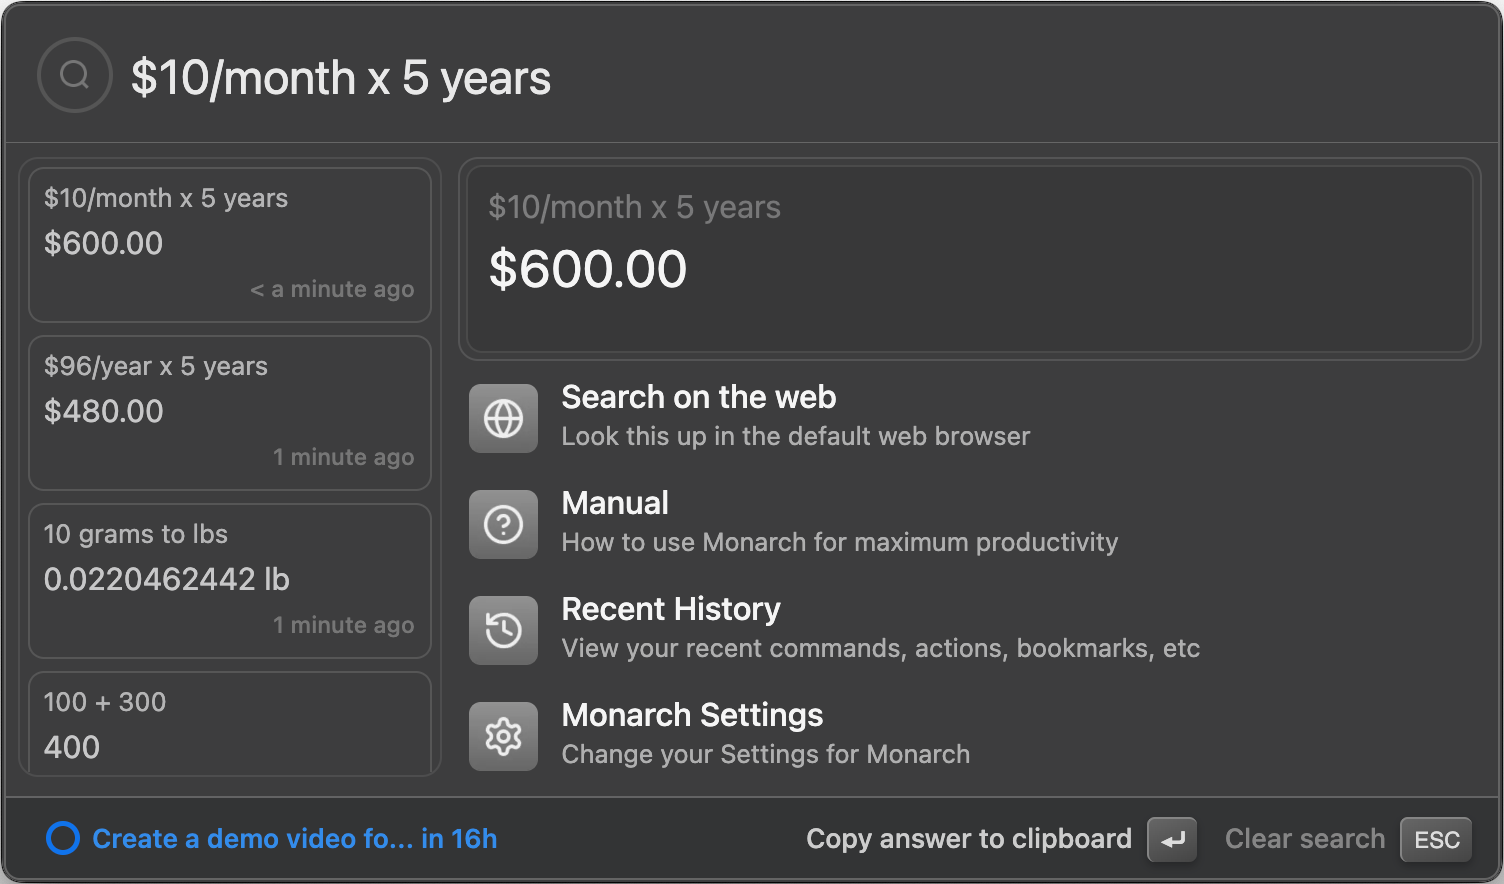 $10/month x 5 years
$10/month x 5 years
$600.00
< a minute ago
$96/year x 5 years
$480.00
1 minute ago
10 grams to lbs
0.0220462442 lb
1 minute ago
100 + 300
400
$10/month x 5 years
$600.00
Search on the web
Look this up in the default web browser
Manual
How to use Monarch for maximum productivity
Recent History
View your recent commands, actions, bookmarks, etc
Monarch Settings
Change your Settings for Monarch
Create a demo video fo... in 16h
Copy answer to clipboard
Clear search ESC